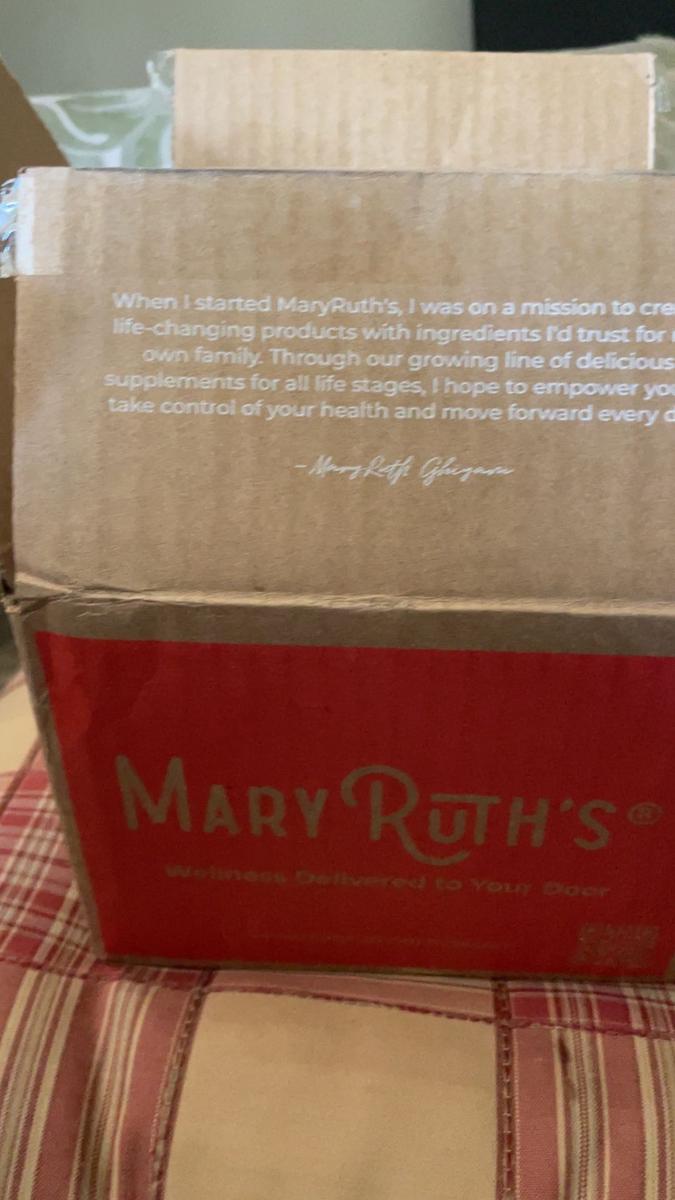 When I started MaryRuth's, I was on a mission to cre
life-changing products with ingredients I'd trust for
own family. Through our growing line of delicious
supplements for all life stages, I hope to empower yo
take control of your health and move forward every d
- MaryRuth Ghiyam
MARY RUTH'S®
Wellness Delivered to Your Door